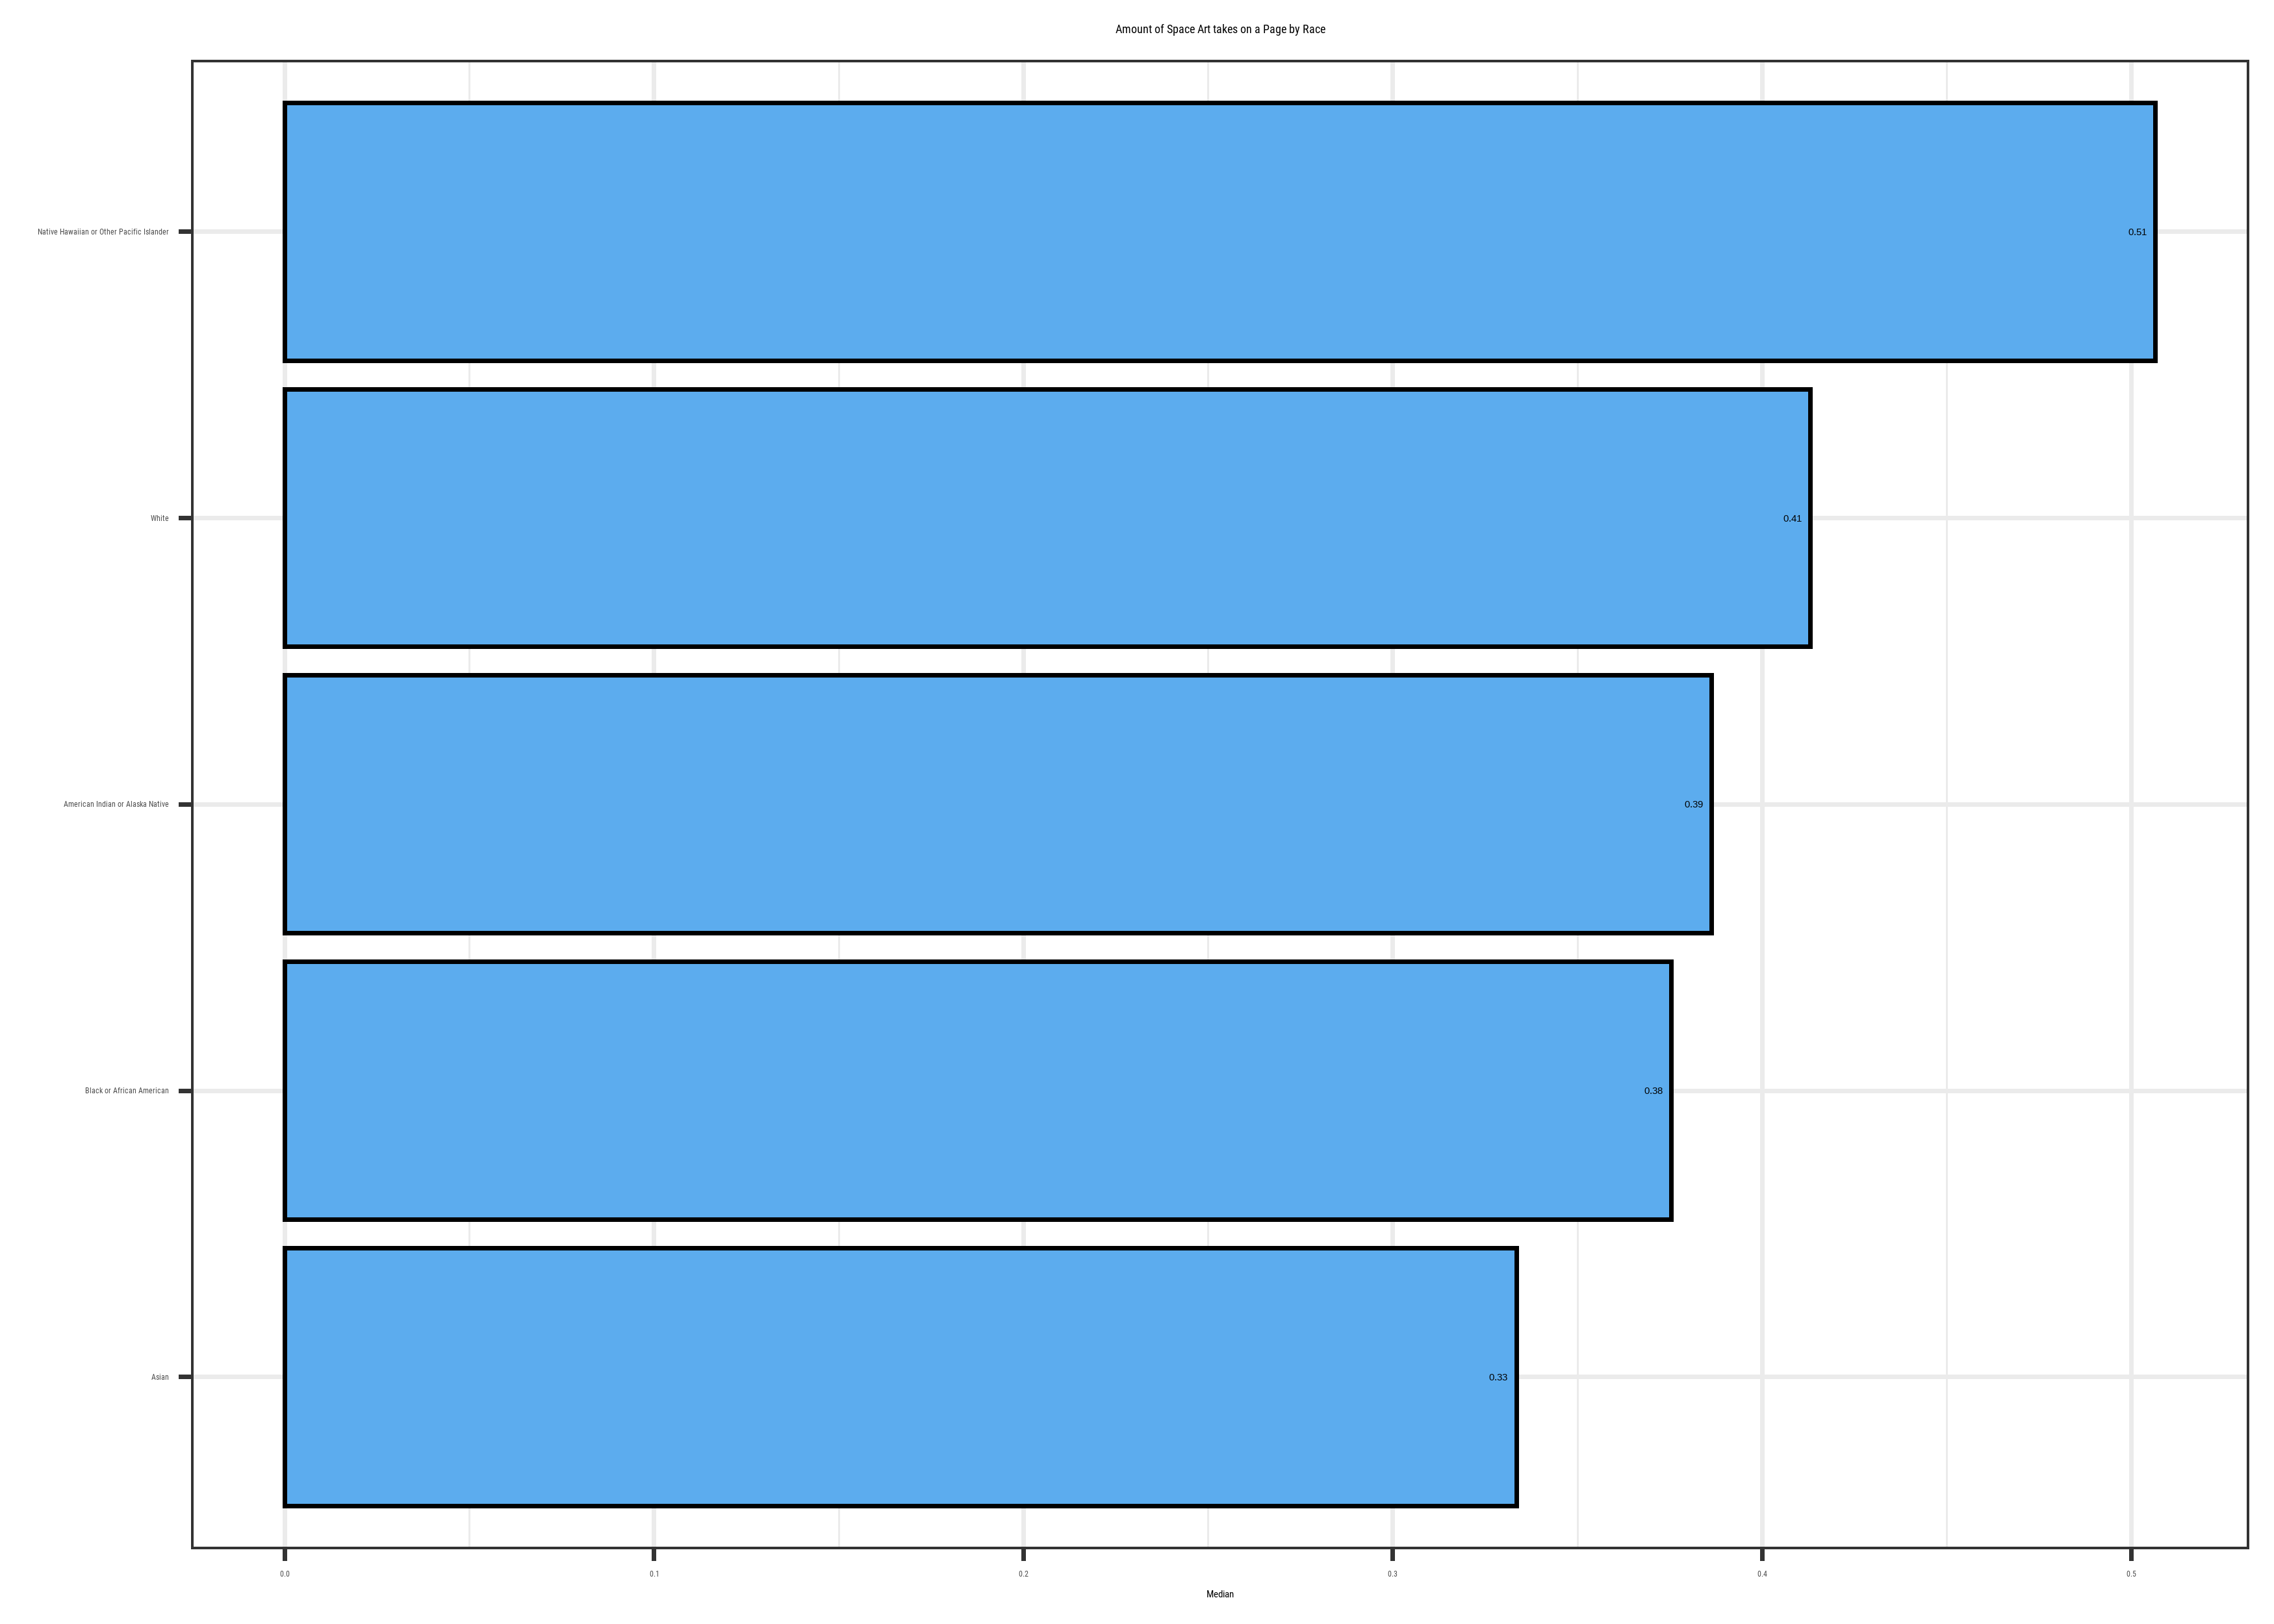 Amount of Space Art takes on a Page by Race
Native Hawaiian or Other Pacific Islander
0.51
White
0.41
American Indian or Alaska Native
0.39
Black or African American
0.38
Asian
0.33
0.0 0.1 0.2 0.3 0.4 0.5
Median